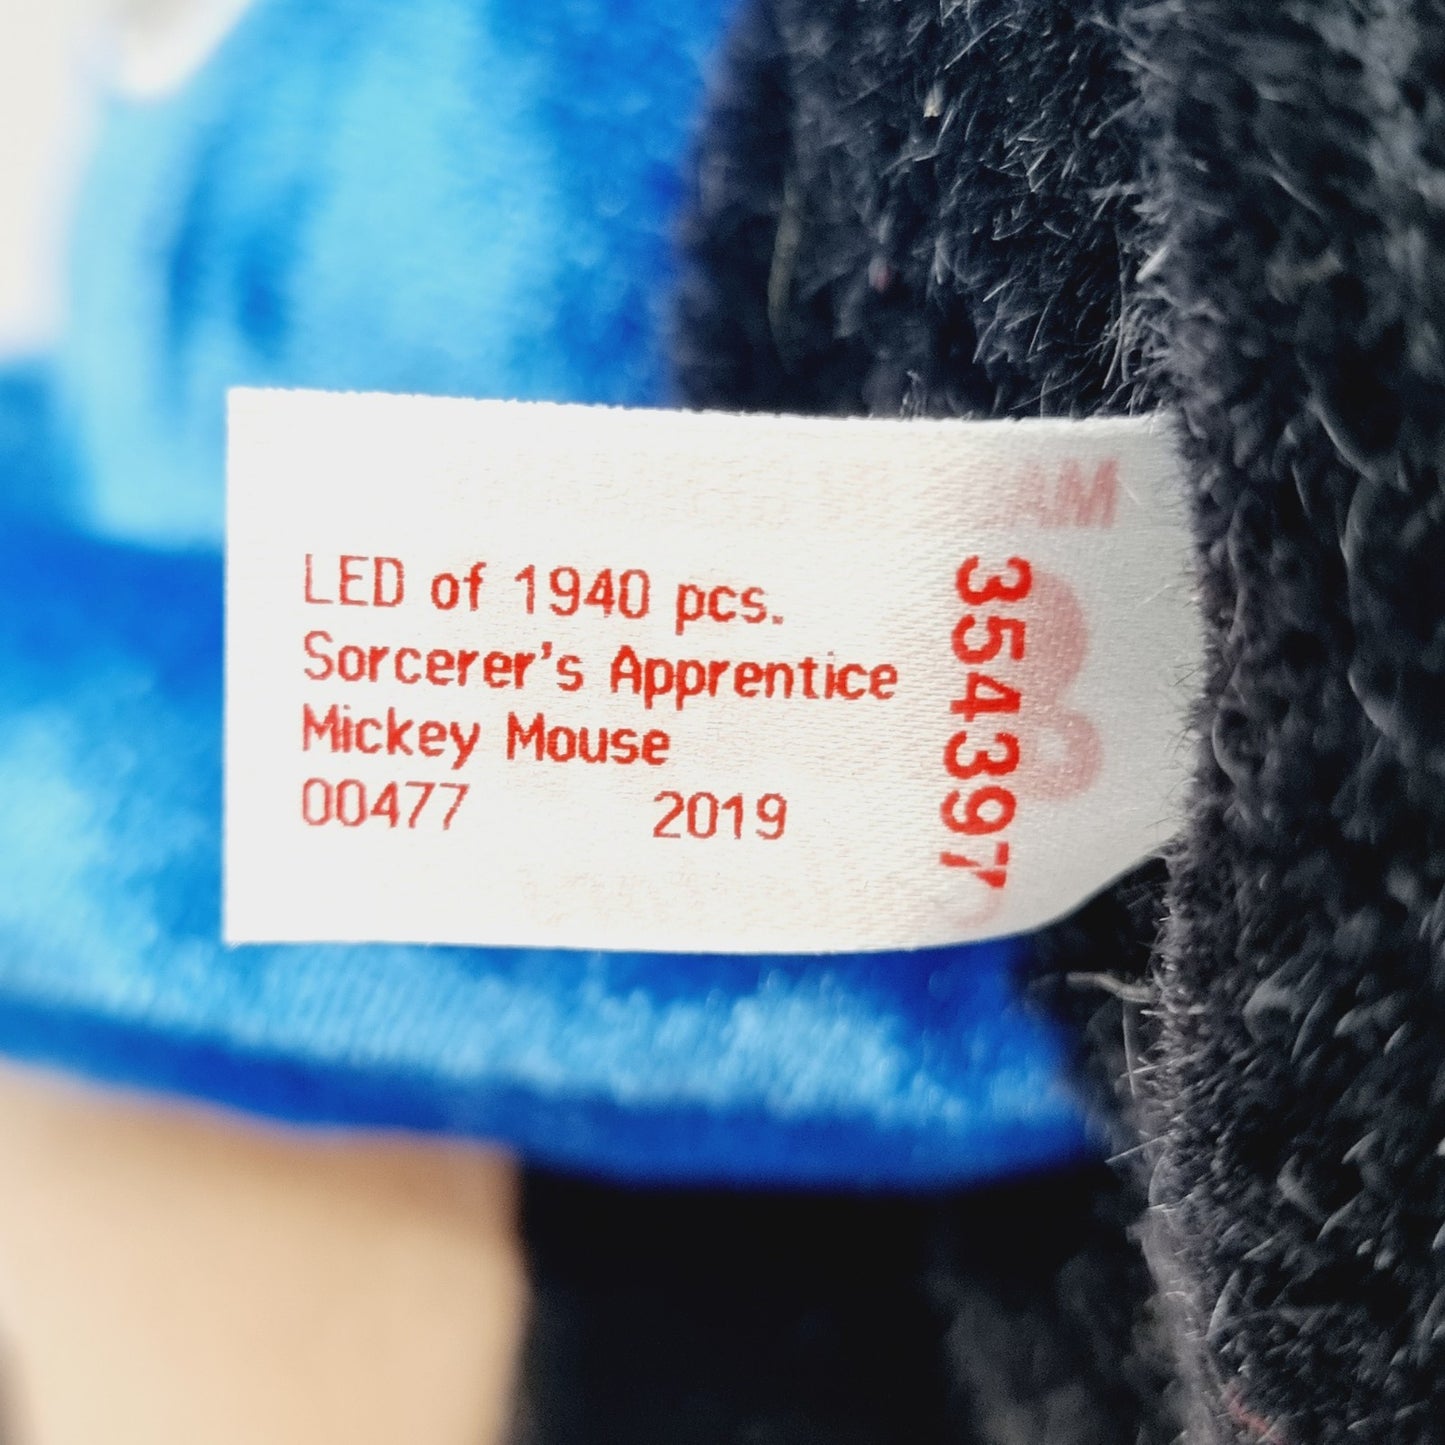 LED of 1940 pcs.
Sorcerer's Apprentice
Mickey Mouse
00477 2019
354397